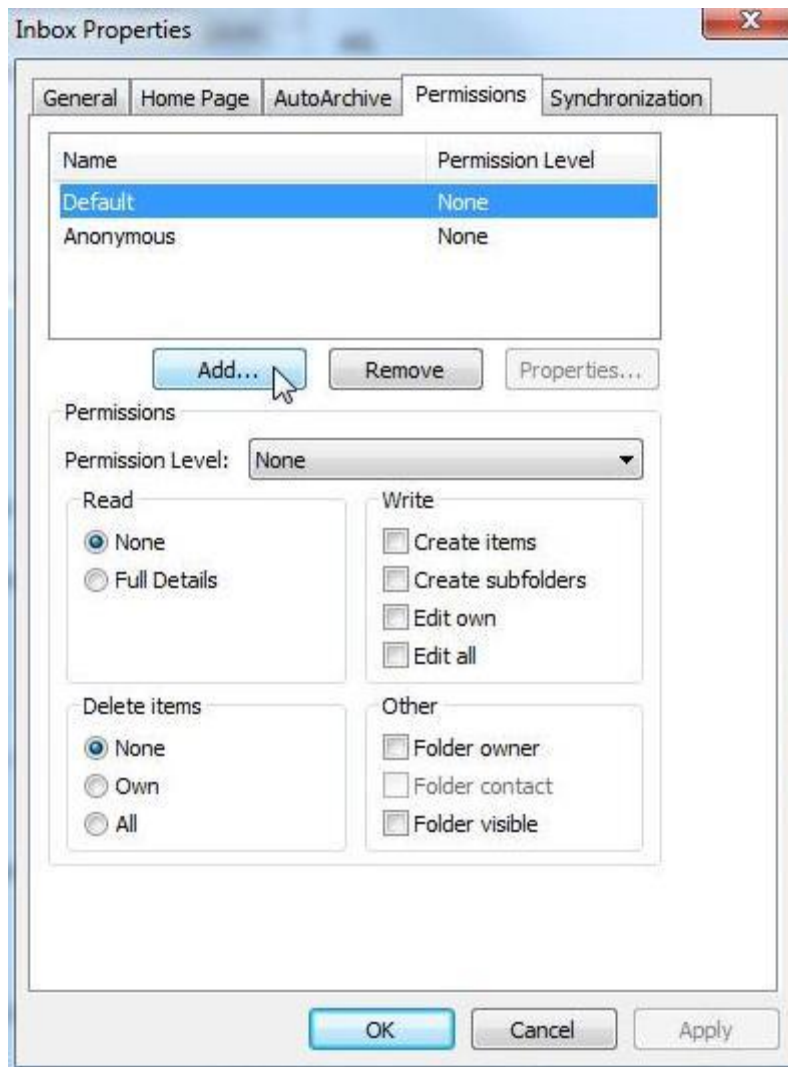 Inbox Properties
General Home Page AutoArchive Permissions Synchronization
Name Permission Level
Default None
Anonymous None
Add... Remove Properties...
Permissions
Permission Level: None
Read Write
None Create items
Full Details Create subfolders
Edit own
Edit all
Delete items Other
None Folder owner
Own Folder contact
All Folder visible
OK Cancel Apply